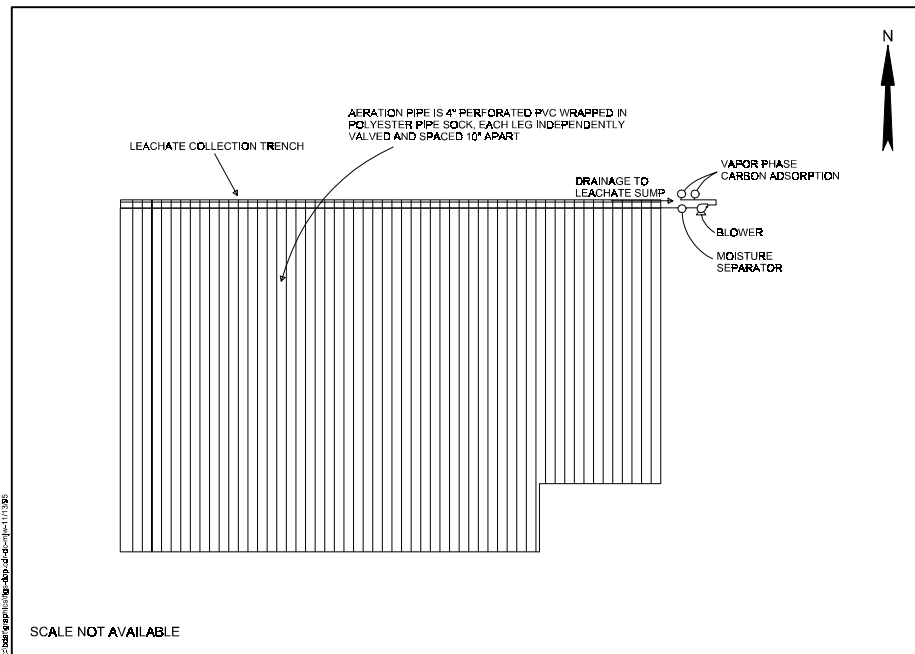 N
AERATION PIPE IS 4" PERFORATED PVC WRAPPED IN
POLYESTER PIPE SOCK, EACH LEG INDEPENDENTLY
VALVED AND SPACED 10" APART
LEACHATE COLLECTION TRENCH
VAPOR PHASE
CARBON ADSORPTION
DRAINAGE TO
LEACHATE SUMP
BLOWER
MOISTURE
SEPARATOR
SCALE NOT AVAILABLE